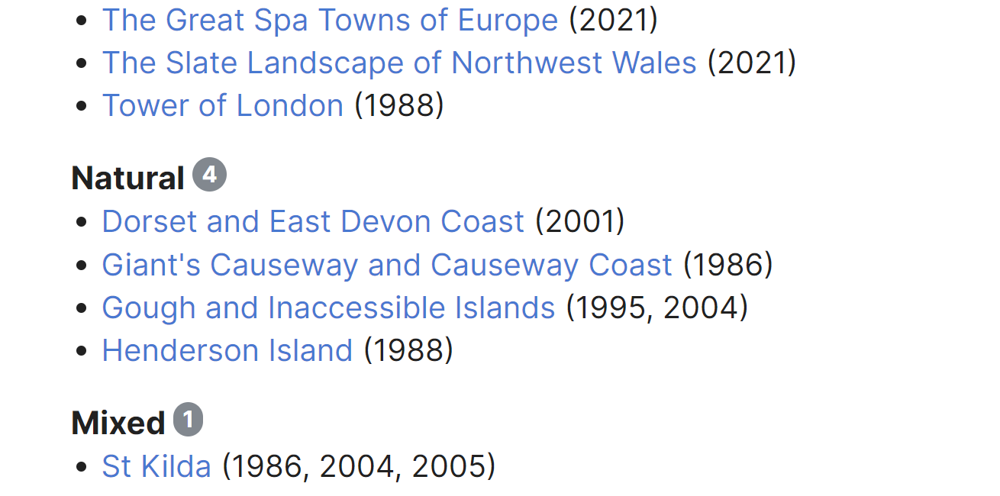 • The Great Spa Towns of Europe (2021)
• The Slate Landscape of Northwest Wales (2021)
• Tower of London (1988)
Natural 4
• Dorset and East Devon Coast (2001)
• Giant's Causeway and Causeway Coast (1986)
• Gough and Inaccessible Islands (1995, 2004)
• Henderson Island (1988)
Mixed 1
• St Kilda (1986, 2004, 2005)